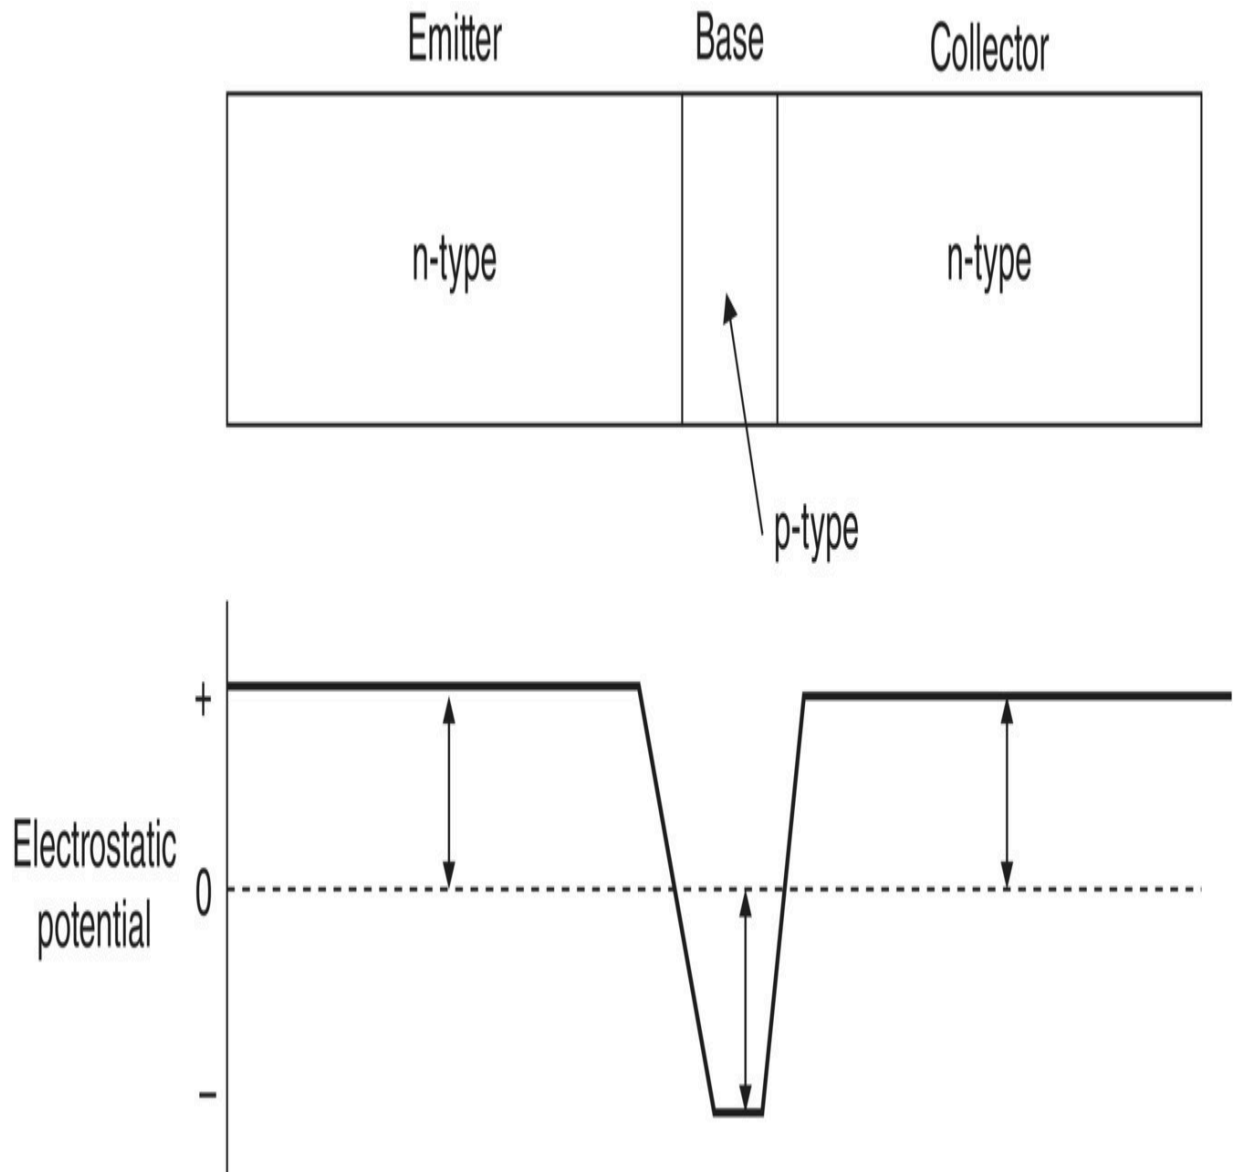 Emitter
Base
Collector
n-type
n-type
p-type
+
Electrostatic
potential
0
−